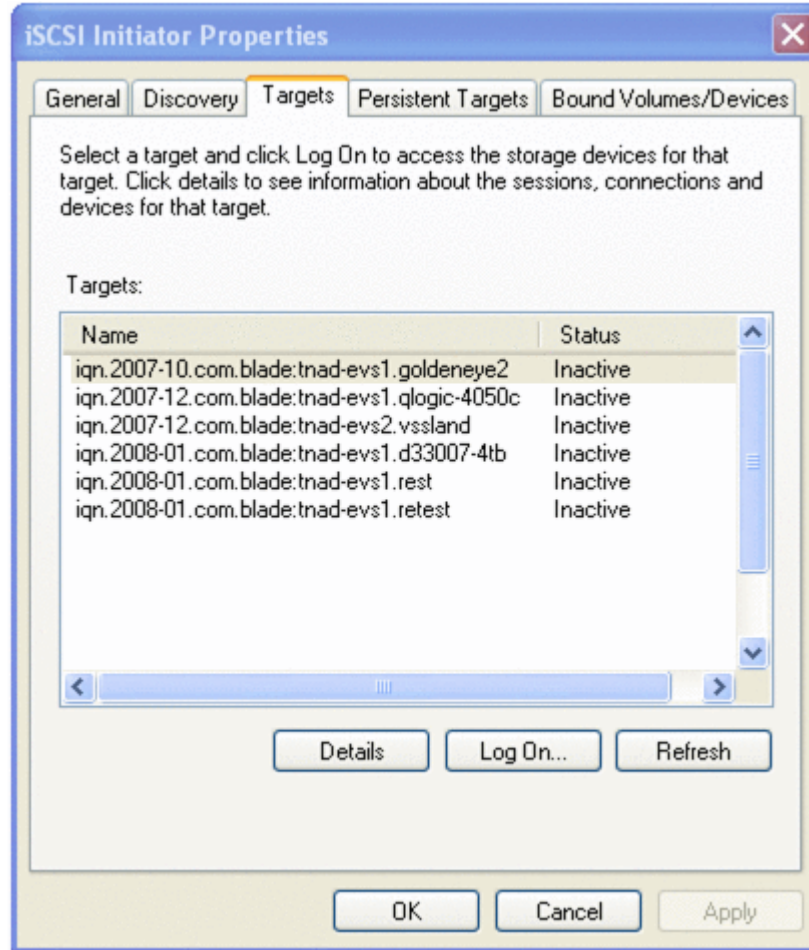 iSCSI Initiator Properties
General Discovery Targets Persistent Targets Bound Volumes/Devices
Select a target and click Log On to access the storage devices for that
target. Click details to see information about the sessions, connections and
devices for that target.
Targets:
Name Status
iqn.2007-10.com.blade:tnad-evs1.goldeneye2 Inactive
iqn.2007-12.com.blade:tnad-evs1.qlogic-4050c Inactive
iqn.2007-12.com.blade:tnad-evs2.vssland Inactive
iqn.2008-01.com.blade:tnad-evs1.d33007-4tb Inactive
iqn.2008-01.com.blade:tnad-evs1.rest Inactive
iqn.2008-01.com.blade:tnad-evs1.retest Inactive
Details Log On... Refresh
OK Cancel Apply